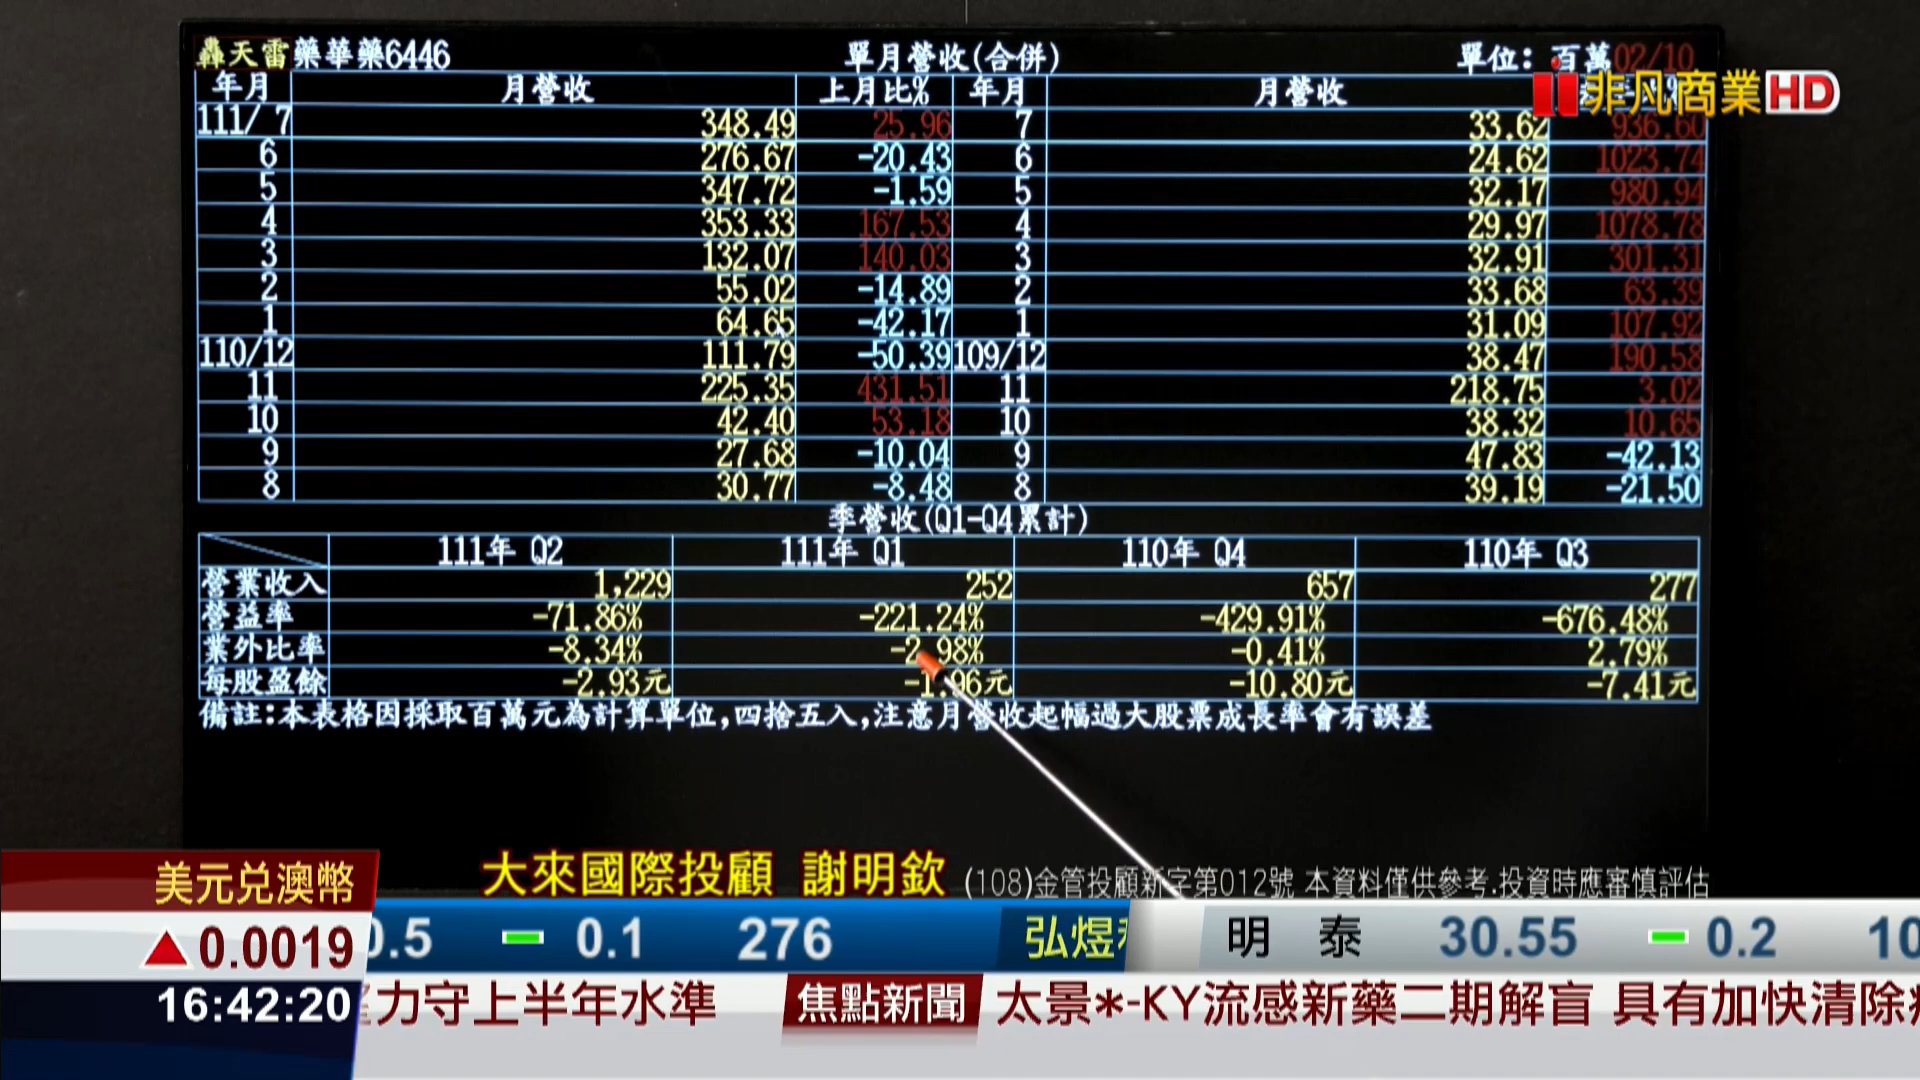 轟天雷 藥華藥6446 單月營收(合併) 單位: 百萬 02/10
年月 月營收 上月比% 年月 月營收
非凡商業HD
111/ 7 348.49 25.96 7 33.62 936.60
6 276.67 -20.43 6 24.62 1023.74
5 347.72 -1.59 5 32.17 980.94
4 353.33 167.53 4 29.97 1078.78
3 132.07 140.03 3 32.91 301.31
2 55.02 -14.89 2 33.68 63.39
1 64.65 -42.17 1 31.09 107.92
110/12 111.79 -50.39 109/12 38.47 190.58
11 225.35 431.51 11 218.75 3.02
10 42.40 53.18 10 38.32 10.65
9 27.68 -10.04 9 47.83 -42.13
8 30.77 -8.48 8 39.19 -21.50
季營收(Q1-Q4累計)
111年 Q2 111年 Q1 110年 Q4 110年 Q3
營業收入 1,229 252 657 277
營益率 -71.86% -221.24% -429.91% -676.48%
業外比率 -8.34% -2.98% -0.41% 2.79%
每股盈餘 -2.93元 -1.96元 -10.80元 -7.41元
備註:本表格因採取百萬元為計算單位,四捨五入,注意月營收起幅過大股票成長率會有誤差
大來國際投顧 謝明欽 (108)金管投顧新字第012號 本資料僅供參考.投資時應審慎評估
美元兌澳幣
▲0.0019
0.5 0.1 276 弘煜 明泰 30.55 0.2 10
16:42:20
力守上半年水準 焦點新聞 太景*-KY流感新藥二期解盲 具有加快清除